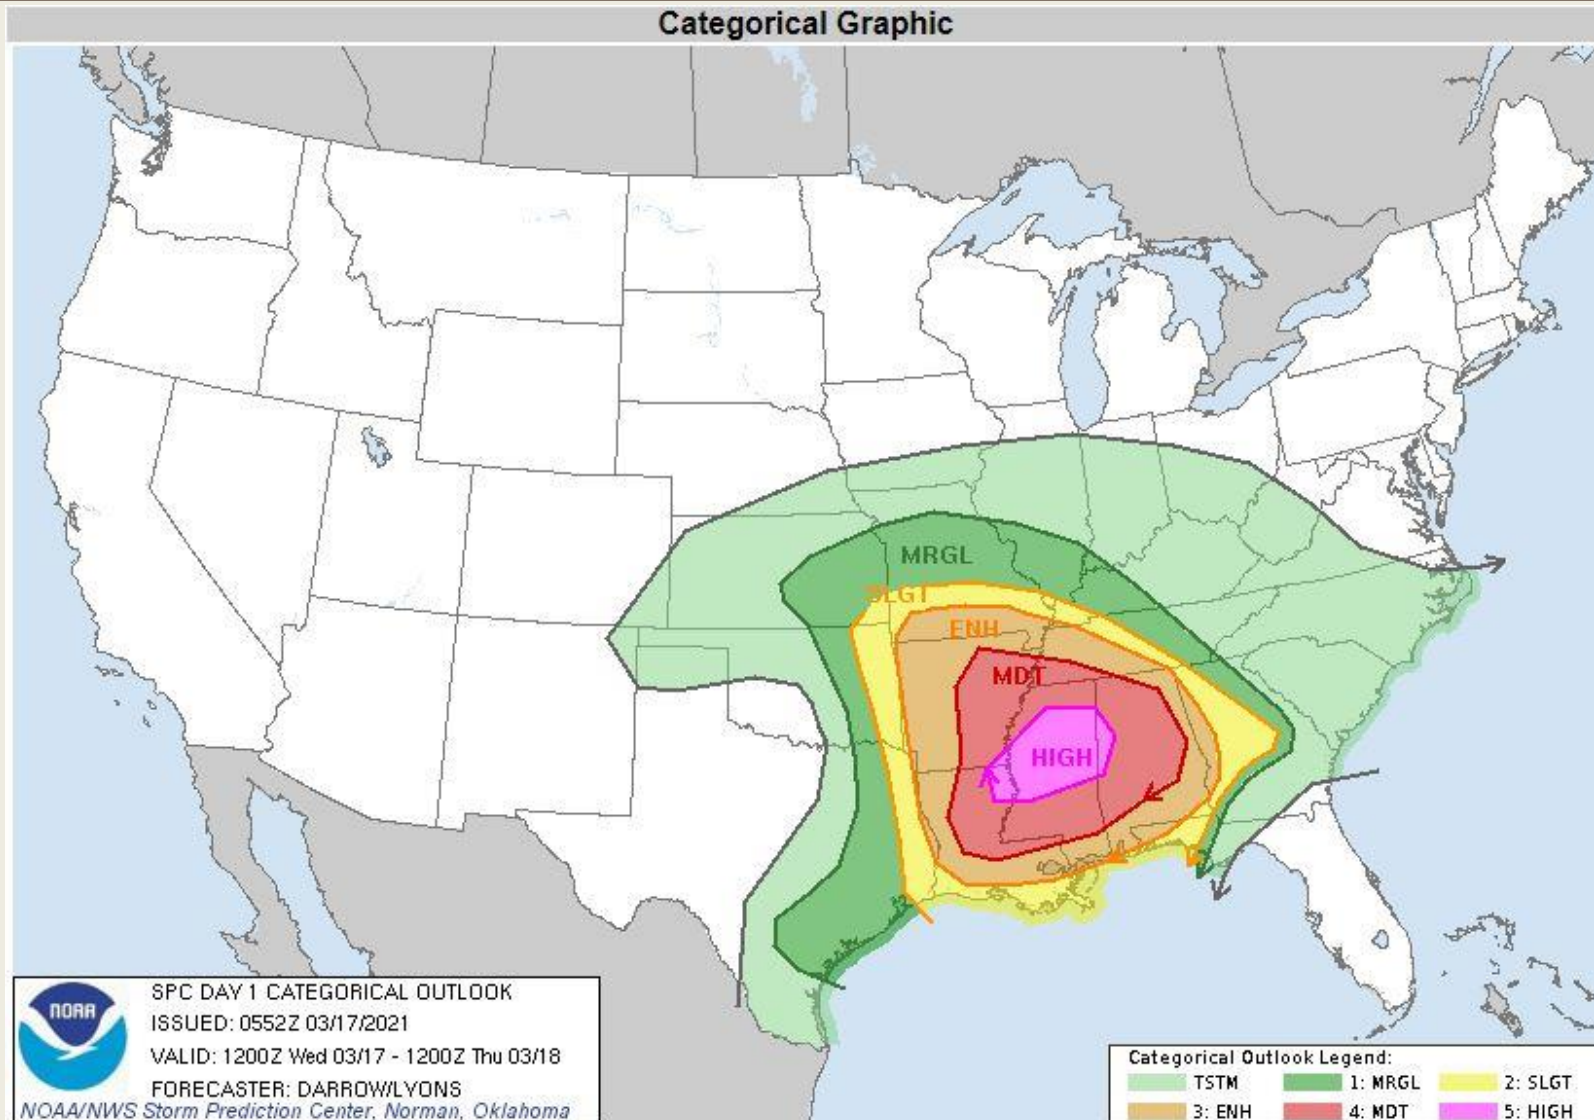 Categorical Graphic
MRGL
SLGT
ENH
MDT
HIGH
NOAA
SPC DAY 1 CATEGORICAL OUTLOOK
ISSUED: 0552Z 03/17/2021
VALID: 1200Z Wed 03/17 - 1200Z Thu 03/18
FORECASTER: DARROW/LYONS
NOAA/NWS Storm Prediction Center, Norman, Oklahoma
Categorical Outlook Legend:
TSTM 1: MRGL 2: SLGT
3: ENH 4: MDT 5: HIGH